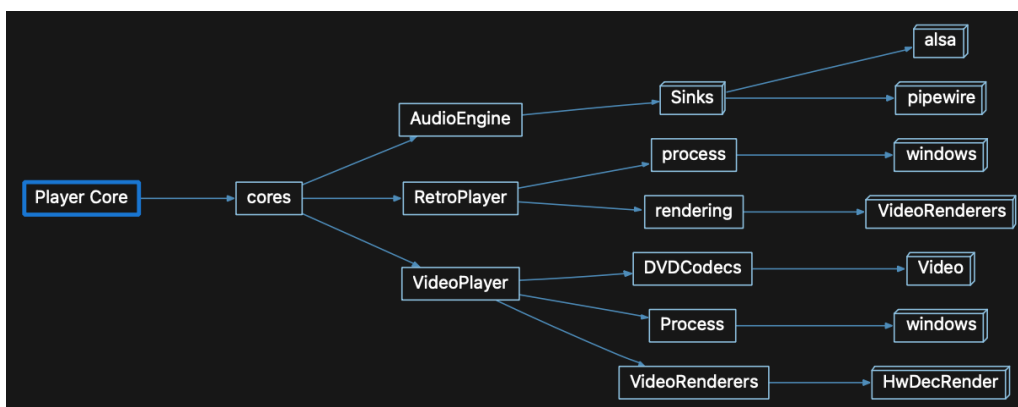 alsa
Sinks
pipewire
AudioEngine
process
windows
Player Core
cores
RetroPlayer
rendering
VideoRenderers
DVDCodecs
Video
VideoPlayer
Process
windows
VideoRenderers
HwDecRender